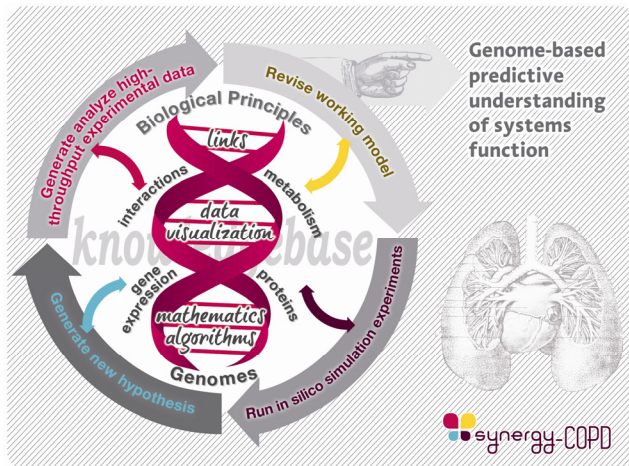 Genome-based
predictive
understanding
of systems
function
Generate analyze high-
throughput experimental data
Revise working model
Biological Principles
links
interactions
metabolism
data
visualization
knowledgebase
gene
expression
proteins
mathematics
algorithms
Genomes
Generate new hypothesis
Run in silico simulation experiments
synergy-COPD